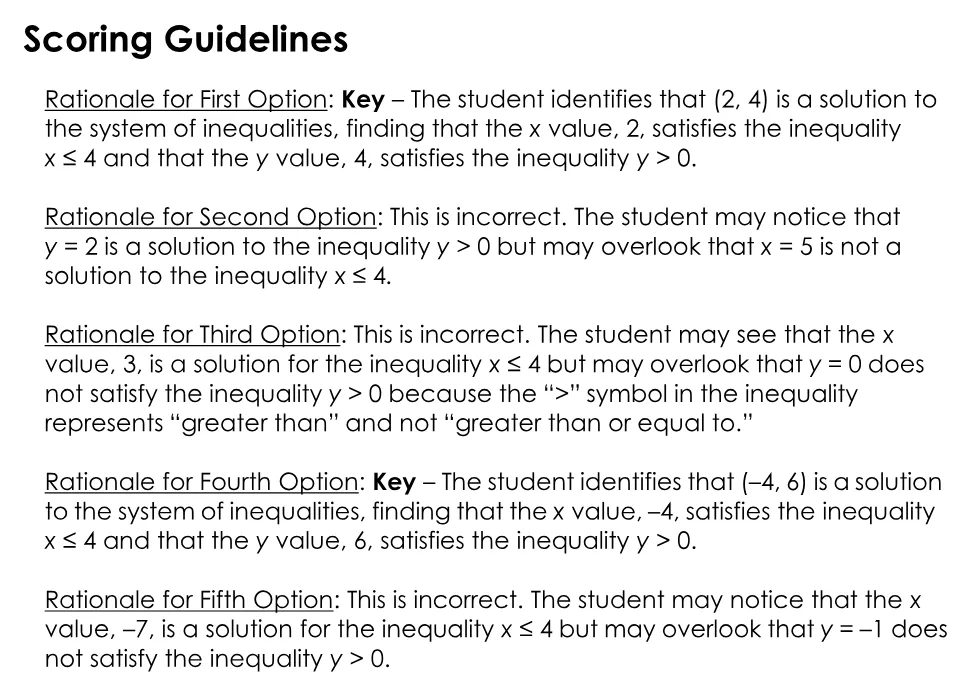 Scoring Guidelines
Rationale for First Option: Key – The student identifies that (2, 4) is a solution to
the system of inequalities, finding that the x value, 2, satisfies the inequality
x ≤ 4 and that the y value, 4, satisfies the inequality y > 0.
Rationale for Second Option: This is incorrect. The student may notice that
y = 2 is a solution to the inequality y > 0 but may overlook that x = 5 is not a
solution to the inequality x ≤ 4.
Rationale for Third Option: This is incorrect. The student may see that the x
value, 3, is a solution for the inequality x ≤ 4 but may overlook that y = 0 does
not satisfy the inequality y > 0 because the “>” symbol in the inequality
represents “greater than” and not “greater than or equal to.”
Rationale for Fourth Option: Key – The student identifies that (–4, 6) is a solution
to the system of inequalities, finding that the x value, –4, satisfies the inequality
x ≤ 4 and that the y value, 6, satisfies the inequality y > 0.
Rationale for Fifth Option: This is incorrect. The student may notice that the x
value, –7, is a solution for the inequality x ≤ 4 but may overlook that y = –1 does
not satisfy the inequality y > 0.